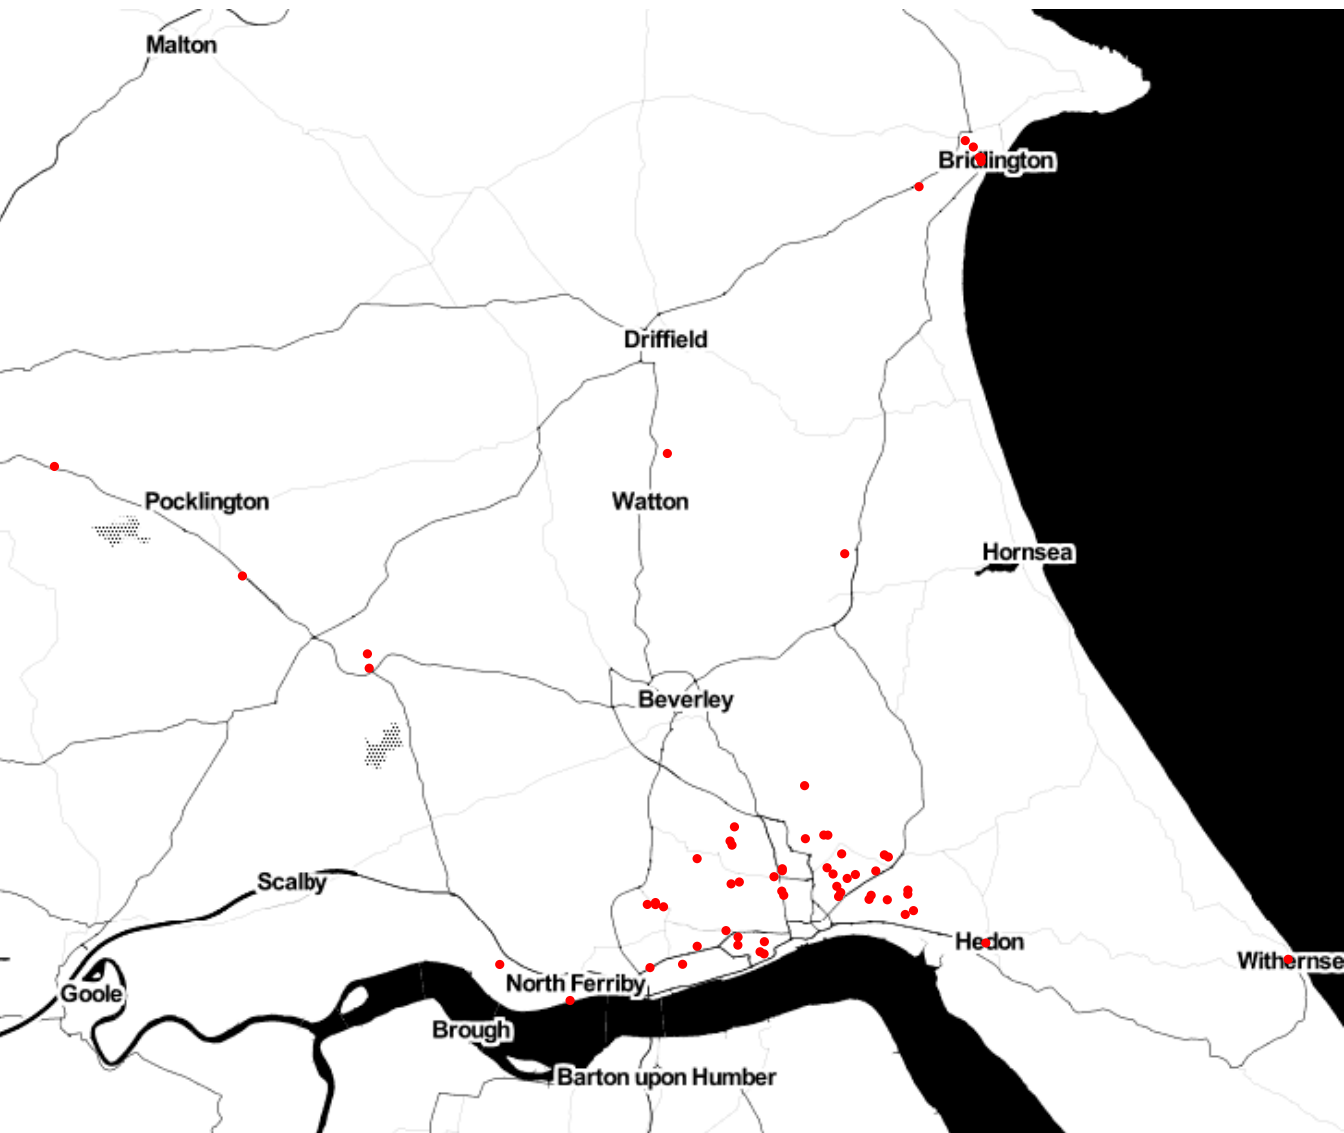 Malton
Bridlington
Driffield
Pocklington
Watton
Hornsea
Beverley
Scalby
Hedon
Withernse
Goole
North Ferriby
Brough
Barton upon Humber